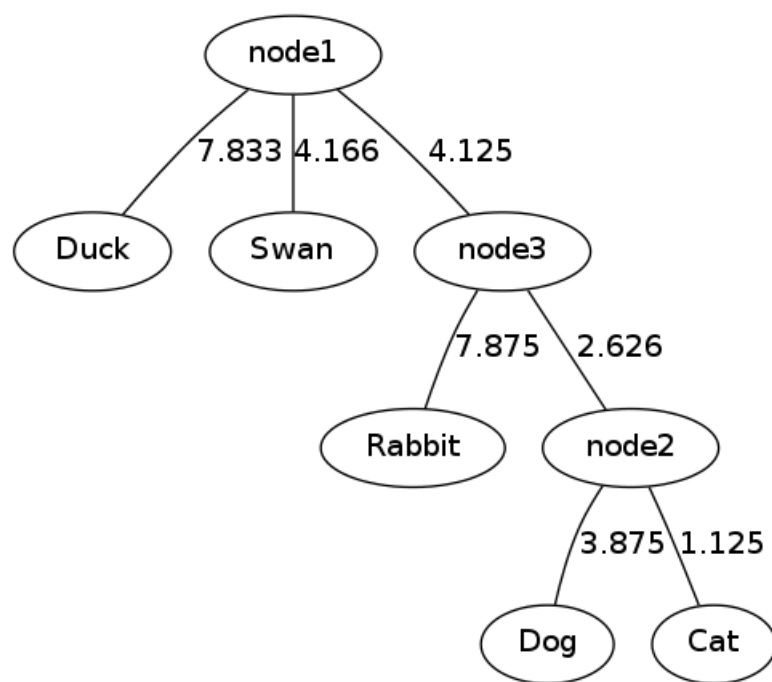 node1
7.833 4.166 4.125
Duck Swan node3
7.875 2.626
Rabbit node2
3.875 1.125
Dog Cat